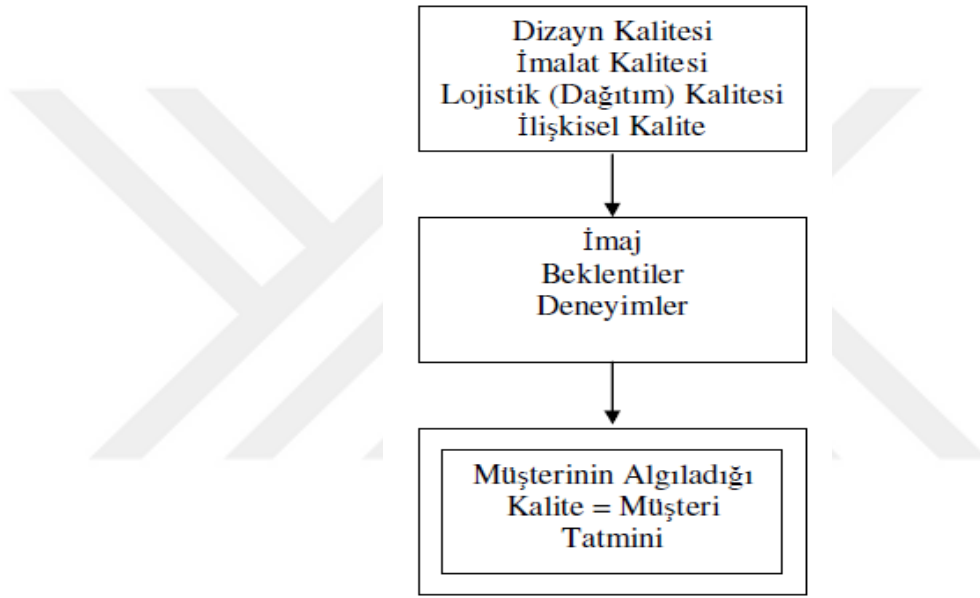 Dizayn Kalitesi
İmalat Kalitesi
Lojistik (Dağıtım) Kalitesi
İlişkisel Kalite
İmaj
Beklentiler
Deneyimler
Müşterinin Algıladığı
Kalite = Müşteri
Tatmini